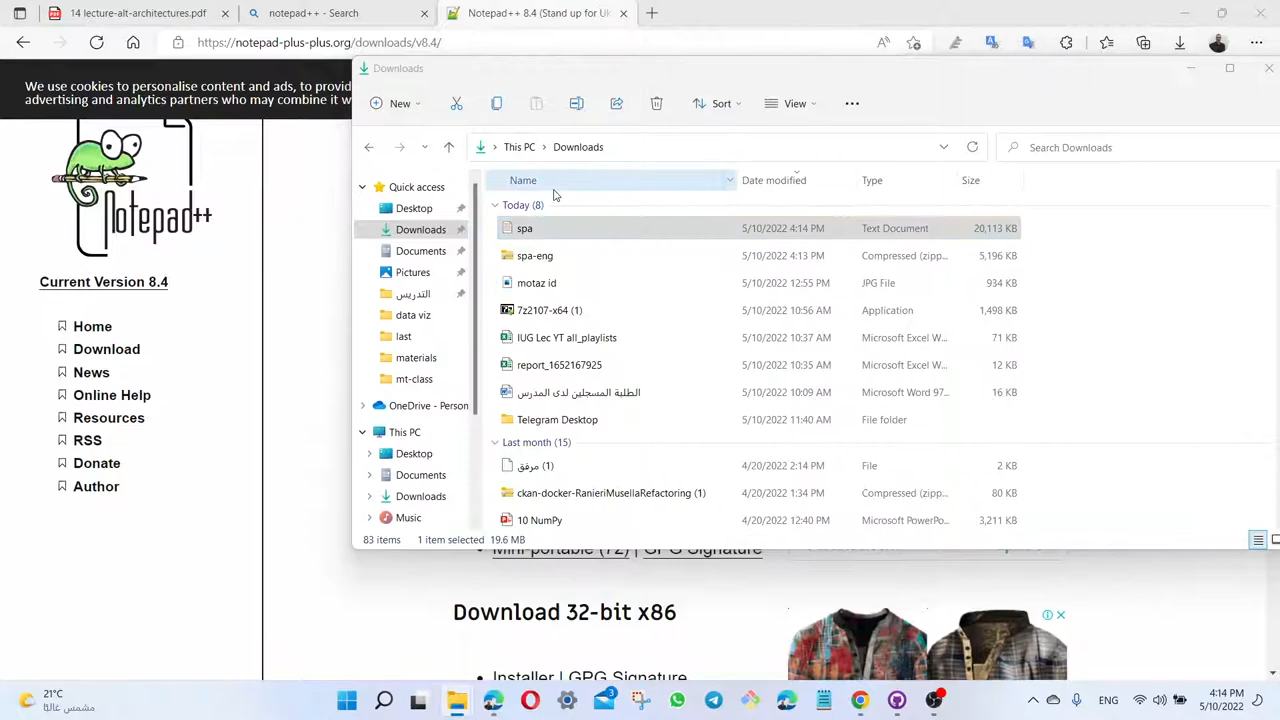 14 lecture-alt-architectures.pdf
notepad++ - Search
Notepad++ 8.4 (Stand up for Uk
https://notepad-plus-plus.org/downloads/v8.4/
We use cookies to personalise content and ads, to provid
advertising and analytics partners who may combine it w
Notepad++
Current Version 8.4
Home
Download
News
Online Help
Resources
RSS
Donate
Author
Downloads
New
Sort
View
This PC > Downloads
Search Downloads
Name
Date modified
Type
Size
Quick access
Desktop
Downloads
Documents
Pictures
التدريس
data viz
last
materials
mt-class
OneDrive - Person
This PC
Desktop
Documents
Downloads
Music
Today (8)
spa 5/10/2022 4:14 PM Text Document 20,113 KB
spa-eng 5/10/2022 4:13 PM Compressed (zipp... 5,196 KB
motaz id 5/10/2022 12:55 PM JPG File 934 KB
7z2107-x64 (1) 5/10/2022 10:56 AM Application 1,498 KB
IUG Lec YT all_playlists 5/10/2022 10:37 AM Microsoft Excel W... 71 KB
report_1652167925 5/10/2022 10:35 AM Microsoft Excel W... 12 KB
الطلبة المسجلين لدى المدرس 5/10/2022 10:09 AM Microsoft Word 97... 16 KB
Telegram Desktop 5/10/2022 11:40 AM File folder
Last month (15)
مرفق (1) 4/20/2022 2:14 PM File 2 KB
ckan-docker-RanieriMusellaRefactoring (1) 4/20/2022 1:34 PM Compressed (zipp... 80 KB
10 NumPy 4/20/2022 12:40 PM Microsoft PowerPo... 3,211 KB
83 items 1 item selected 19.6 MB
Mini-portable (7z) | GPG Signature
Download 32-bit x86
Installer | GPG Signature
21°C
مشمس غالبًا
3
ENG
4:14 PM
5/10/2022